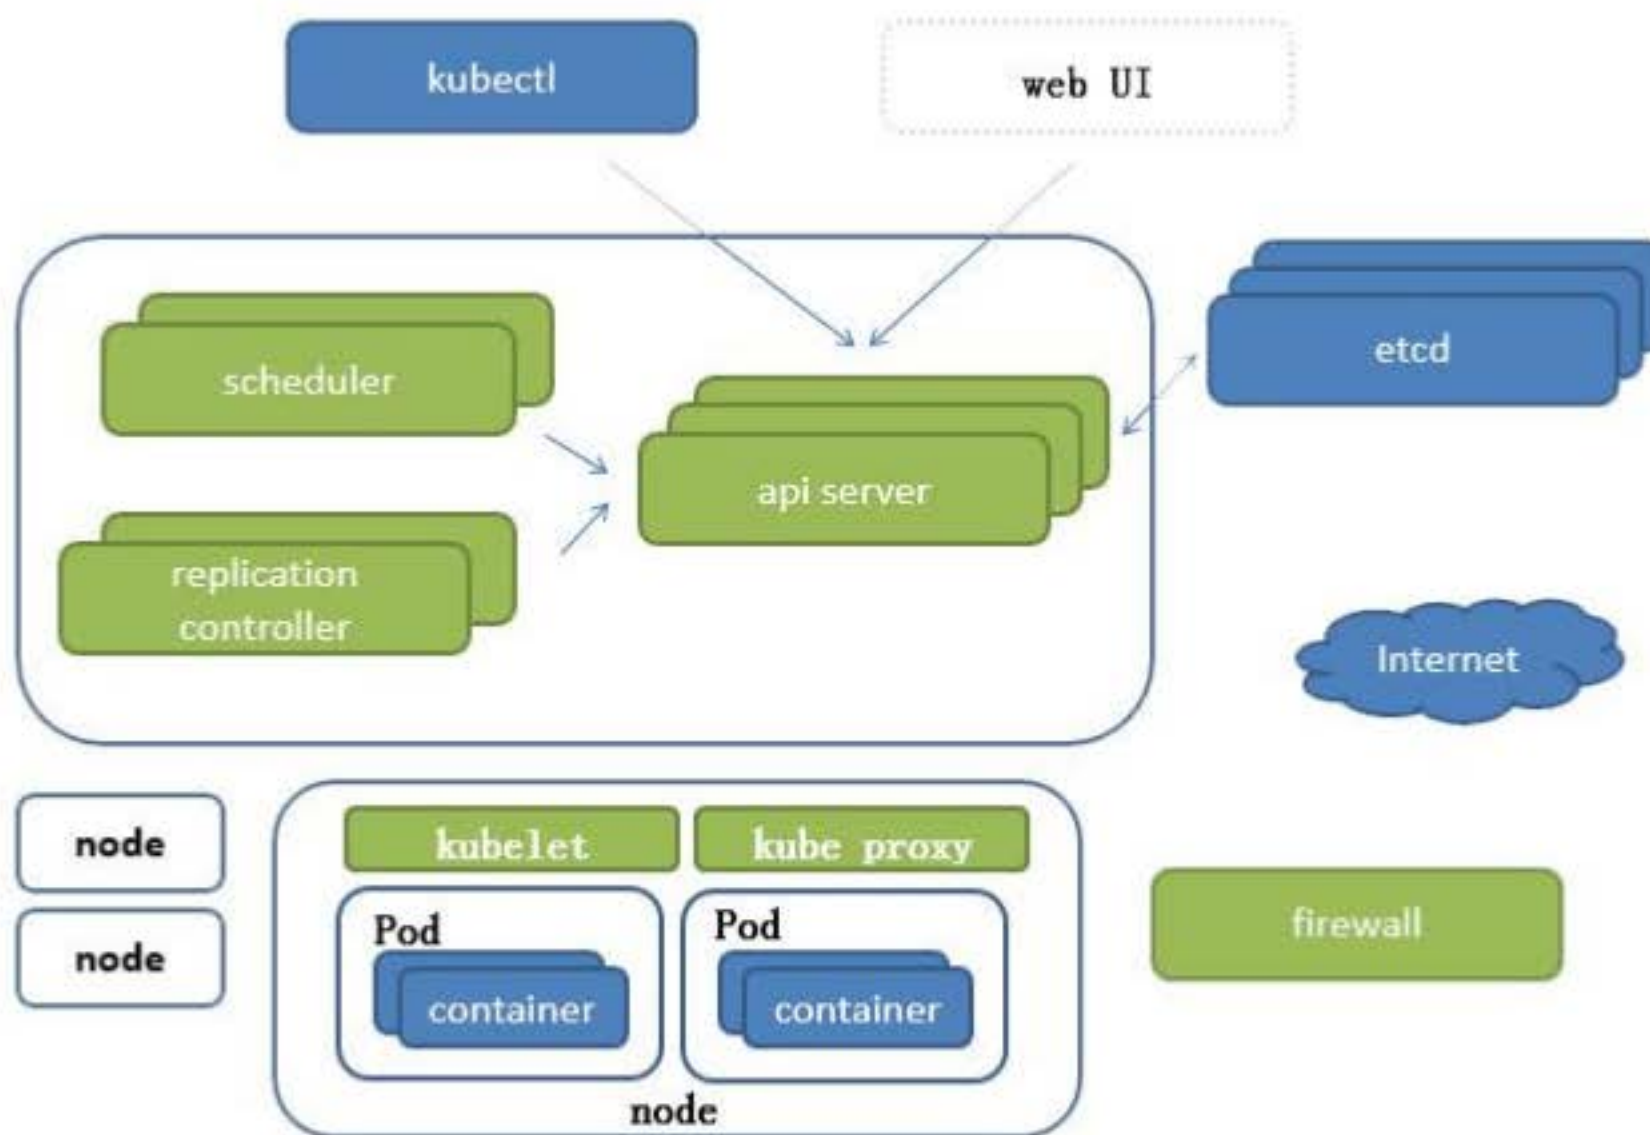 kubectl
web UI
scheduler
etcd
api server
replication
controller
Internet
node
kubelet
kube proxy
Pod
Pod
firewall
node
container
container
node